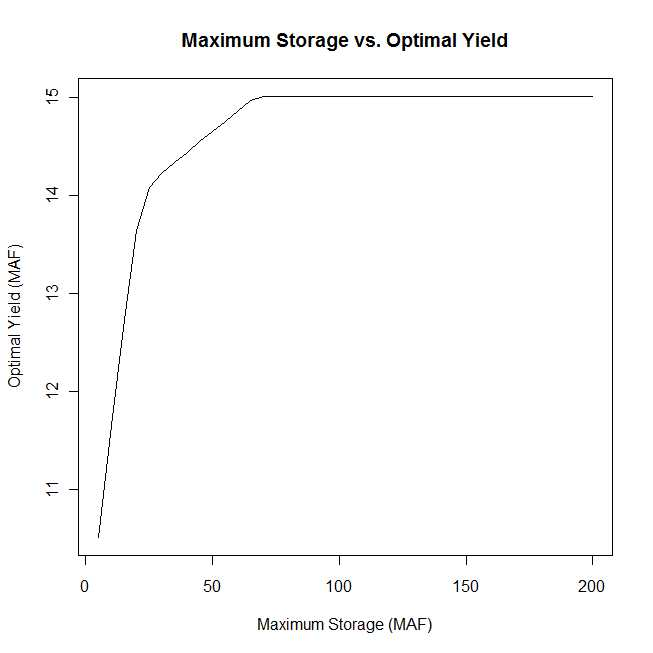 Maximum Storage vs. Optimal Yield
Optimal Yield (MAF)
15
14
13
12
11
0 50 100 150 200
Maximum Storage (MAF)